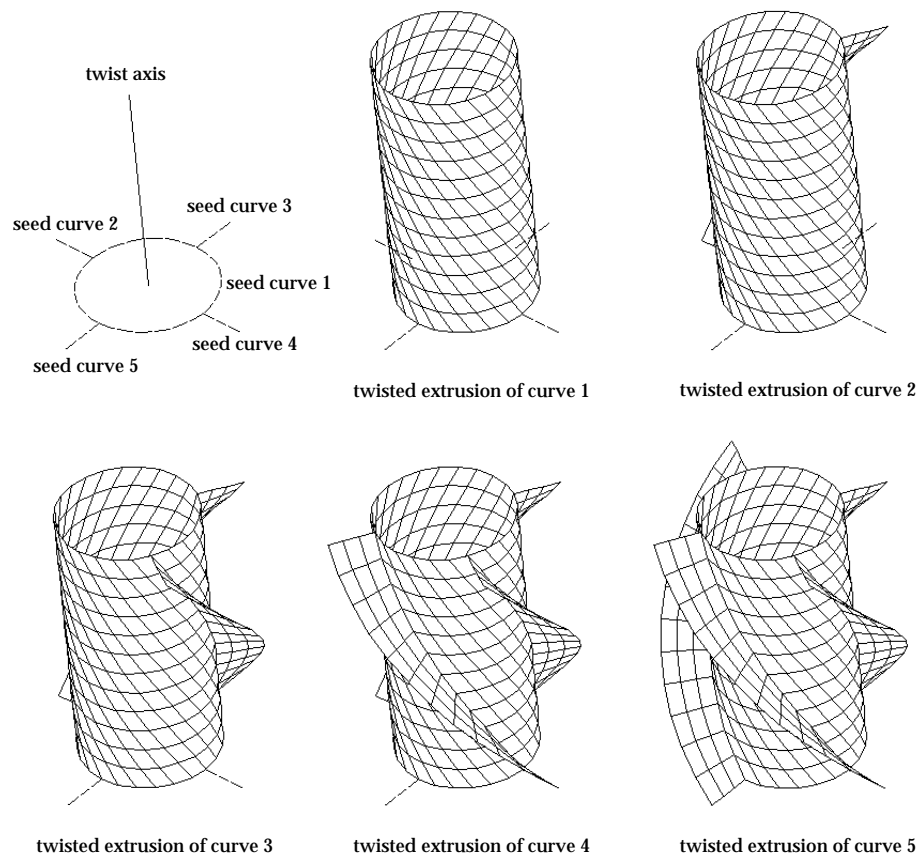 twist axis
seed curve 3
seed curve 2
seed curve 1
seed curve 4
seed curve 5
twisted extrusion of curve 1
twisted extrusion of curve 2
twisted extrusion of curve 3
twisted extrusion of curve 4
twisted extrusion of curve 5